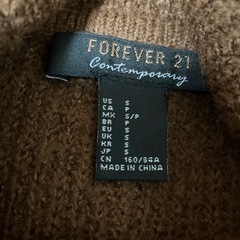 FOREVER 21
Contemporary
US S
CA P
MX S/P
BR P
EU S
UK S
KR S
JP S
CN 160/84A
MADE IN CHINA